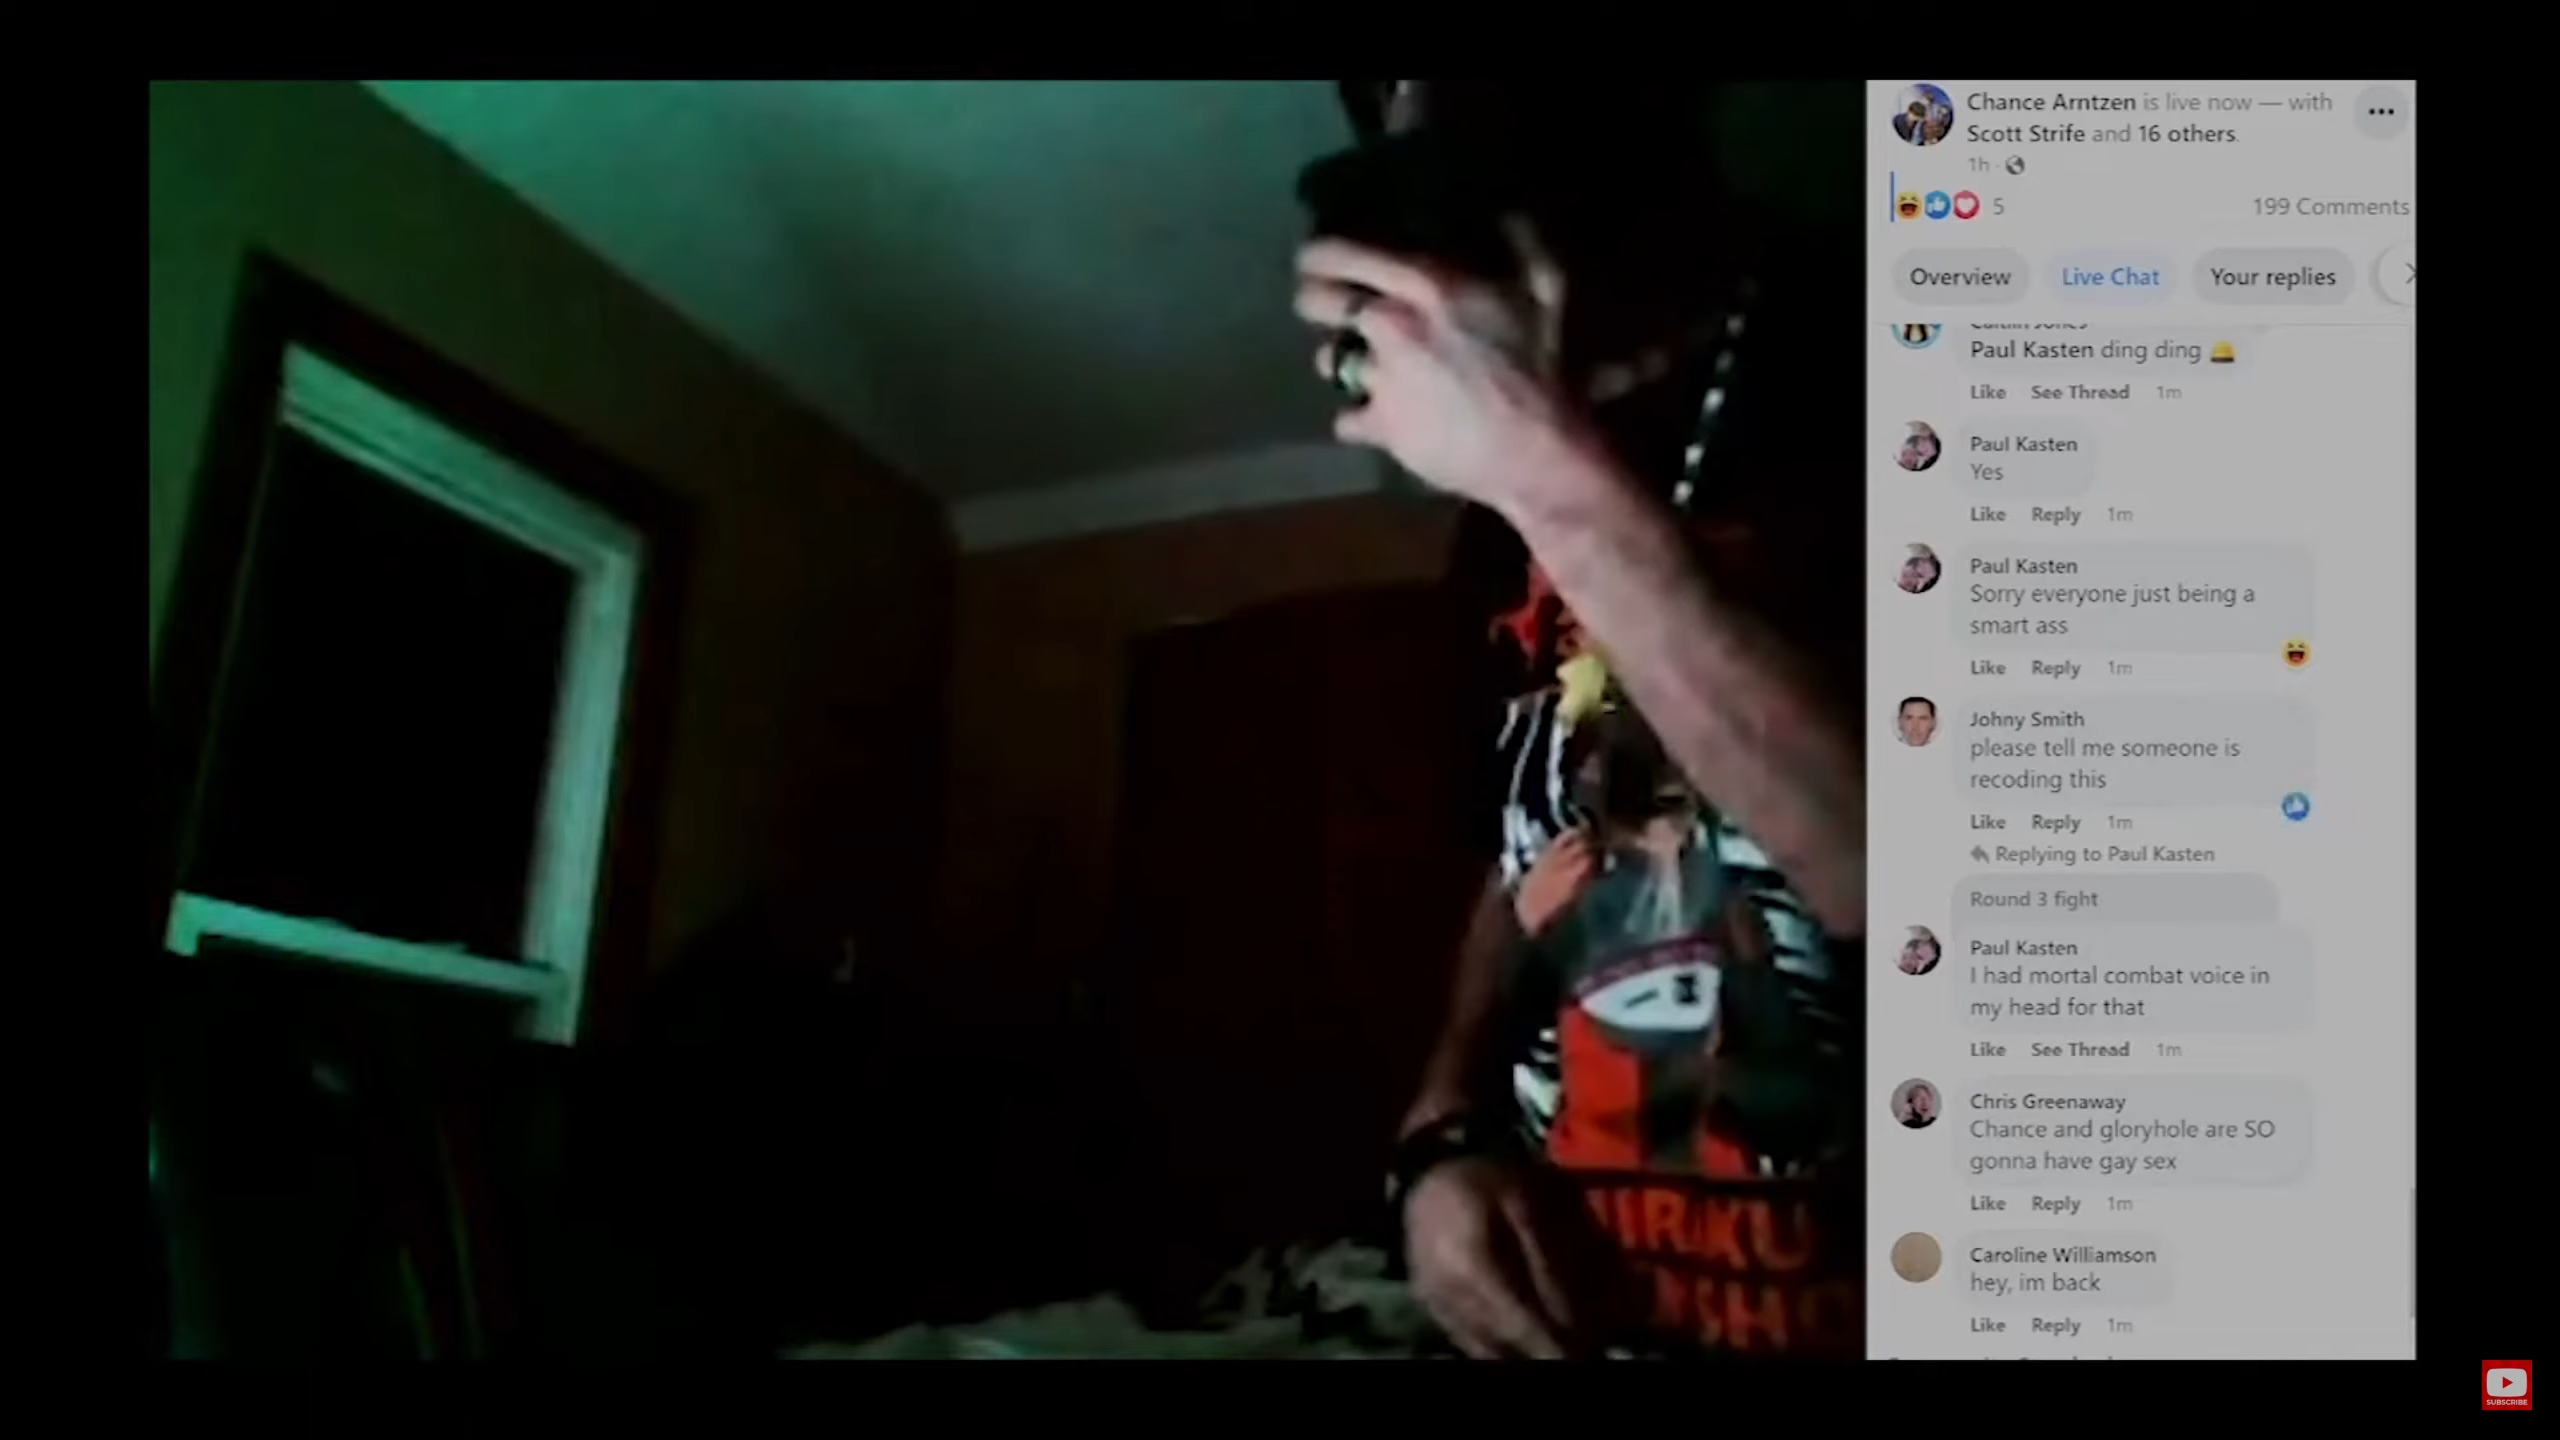 Chance Arntzen is live now — with
Scott Strife and 16 others.
1h ·
5
199 Comments
Overview
Live Chat
Your replies
Caitlin Jones
Paul Kasten ding ding 🛎️
Like See Thread 1m
Paul Kasten
Yes
Like Reply 1m
Paul Kasten
Sorry everyone just being a
smart ass
Like Reply 1m
Johny Smith
please tell me someone is
recoding this
Like Reply 1m
Replying to Paul Kasten
Round 3 fight
Paul Kasten
I had mortal combat voice in
my head for that
Like See Thread 1m
Chris Greenaway
Chance and gloryhole are SO
gonna have gay sex
Like Reply 1m
Caroline Williamson
hey, im back
Like Reply 1m
SUBSCRIBE